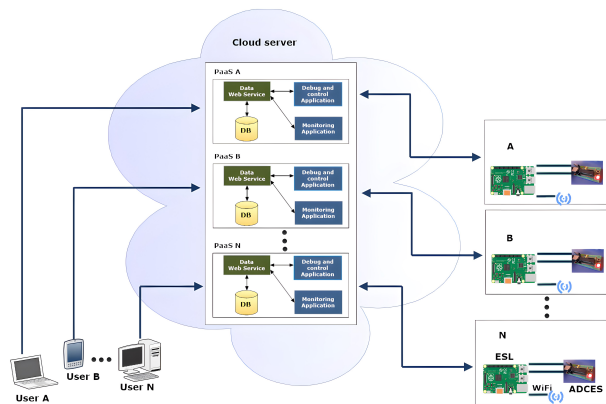 Cloud server
PaaS A
Data
Web Service
Debug and
control
Application
DB
Monitoring
Application
PaaS B
Data
Web Service
Debug and
control
Application
DB
Monitoring
Application
PaaS N
Data
Web Service
Debug and
control
Application
DB
Monitoring
Application
A
B
N
ESL
WiFi
ADCES
User A
User B
User N